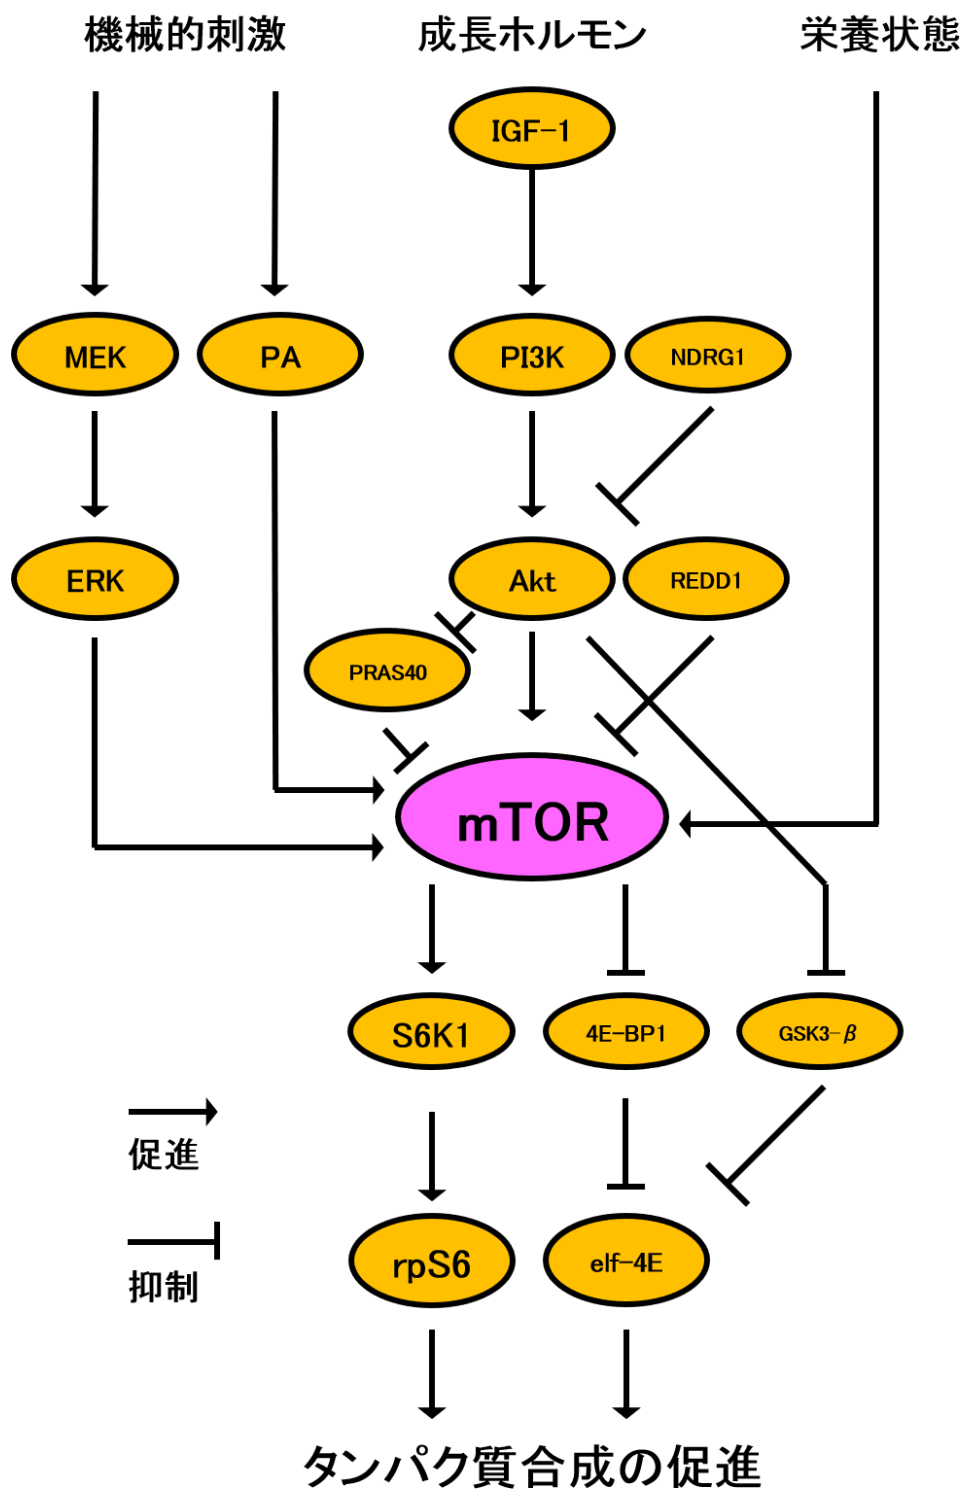 機械的刺激
成長ホルモン
栄養状態
IGF-1
MEK
PA
PI3K
NDRG1
ERK
Akt
REDD1
PRAS40
mTOR
S6K1
4E-BP1
GSK3-β
促進
rpS6
elf-4E
抑制
タンパク質合成の促進